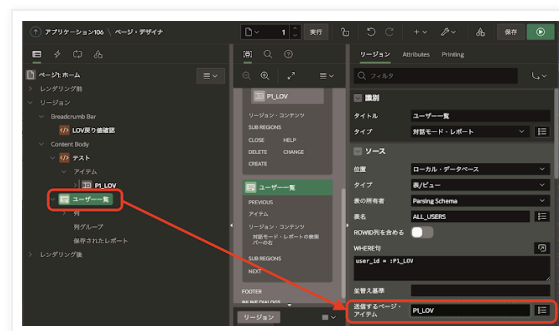 アプリケーション106 \ ページ・デザイナ
1
実行
保存
ページ1: ホーム
レンダリング前
リージョン
Breadcrumb Bar
LOV戻り値確認
Content Body
テスト
アイテム
P1_LOV
ユーザー一覧
列
列グループ
保存されたレポート
レンダリング後
P1_LOV
リージョン・コンテンツ
SUB REGIONS
CLOSE HELP
DELETE CHANGE
CREATE
ユーザー一覧
PREVIOUS
アイテム
リージョン・コンテンツ
対話モード・レポートの検索
バーの右
SUB REGIONS
NEXT
FOOTER
INLINE DIALOGS
リージョン
リージョン Attributes Printing
フィルタ
識別
タイトル ユーザー一覧
タイプ 対話モード・レポート
ソース
位置 ローカル・データベース
タイプ 表/ビュー
表の所有者 Parsing Schema
表名 ALL_USERS
ROWID列を含める
WHERE句
user_id = :P1_LOV
並替え基準
送信するページ・
アイテム P1_LOV